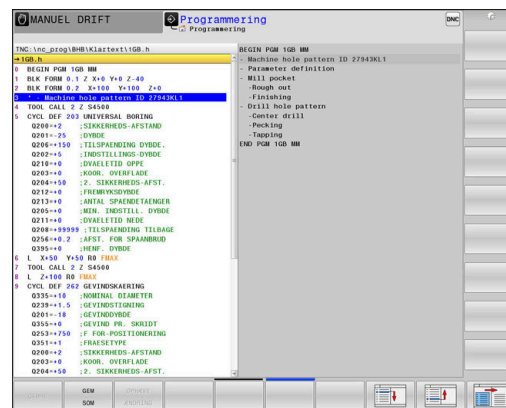 MANUEL DRIFT
Programmering
Programmering
DNC
TNC:\nc_prog\BHB\Klartext\1GB.h
→1GB.h
0 BEGIN PGM 1GB MM
1 BLK FORM 0.1 Z X+0 Y+0 Z-40
2 BLK FORM 0.2 X+100 Y+100 Z+0
3 * - Machine hole pattern ID 27943KL1
4 TOOL CALL 2 Z S4500
5 CYCL DEF 203 UNIVERSAL BORING
Q200=+2 ;SIKKERHEDS-AFSTAND
Q201=-25 ;DYBDE
Q206=+150 ;TILSPAENDING DYBDE.
Q202=+5 ;INDSTILLINGS-DYBDE
Q210=+0 ;DVAELETID OPPE
Q203=+0 ;KOOR. OVERFLADE
Q204=+50 ;2. SIKKERHEDS-AFST.
Q212=+0 ;FREMRYKSDYBDE
Q213=+0 ;ANTAL SPAENDETAENGER
Q205=+0 ;MIN. INDSTILL. DYBDE
Q211=+0 ;DVAELETID NEDE
Q208=+99999 ;TILSPAENDING TILBAGE
Q256=+0.2 ;AFST. FOR SPAANBRUD
Q395=+0 ;HENF. DYBDE
6 L X+50 Y+50 R0 FMAX
7 TOOL CALL 2 Z S4500
8 L Z+100 R0 FMAX
9 CYCL DEF 262 GEVINDSKAERING
Q335=+10 ;NOMINAL DIAMETER
Q239=+1.5 ;GEVINDSTIGNING
Q201=-18 ;GEVINDDYBDE
Q355=+0 ;GEVIND PR. SKRIDT
Q253=+750 ;F FOR-POSITIONERING
Q351=+1 ;FRAESETYPE
Q200=+2 ;SIKKERHEDS-AFSTAND
Q203=+0 ;KOOR. OVERFLADE
Q204=+50 ;2. SIKKERHEDS-AFST.
BEGIN PGM 1GB MM
- Machine hole pattern ID 27943KL1
- Parameter definition
- Mill pocket
-Rough out
-Finishing
- Drill hole pattern
-Center drill
-Pecking
-Tapping
END PGM 1GB MM
GEM
SOM